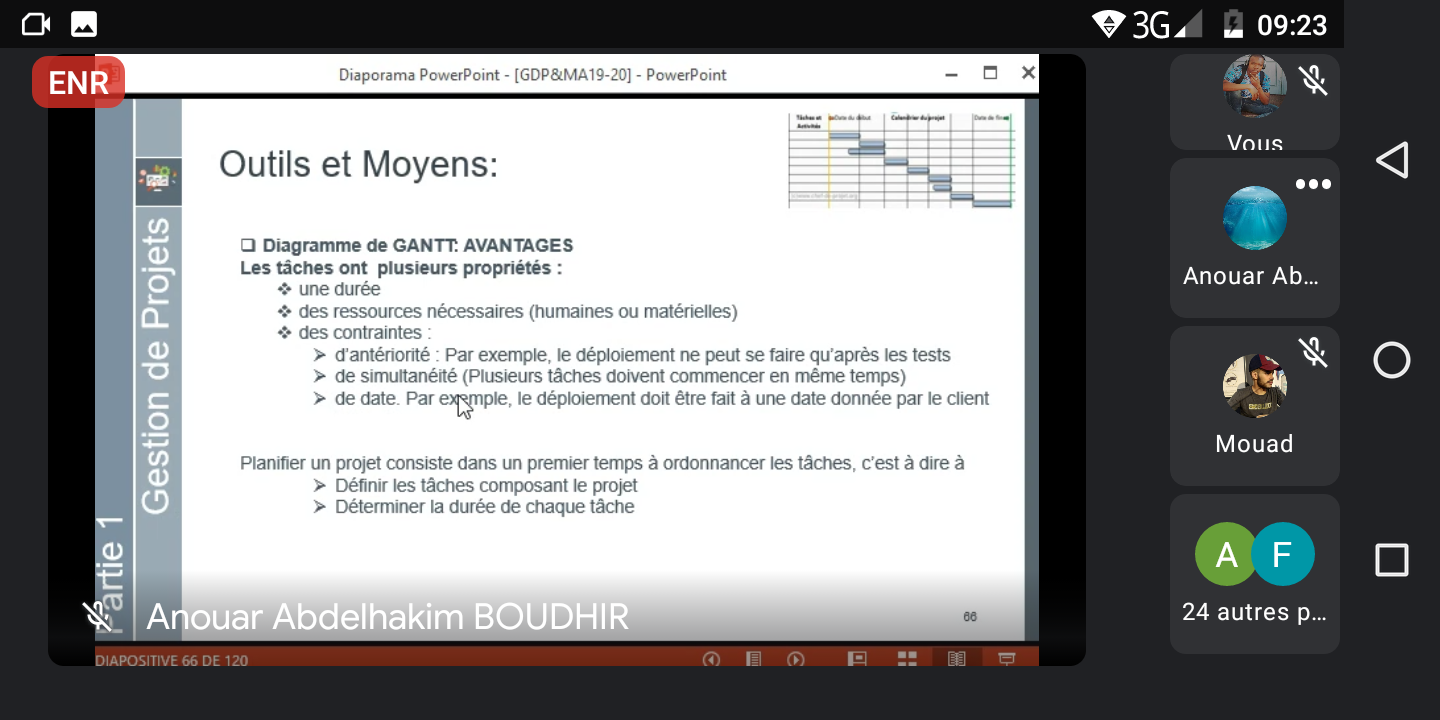 3G 09:23
ENR
Diaporama PowerPoint - [GDP&MA19-20] - PowerPoint
Partie 1
Gestion de Projets
Outils et Moyens:
Tâches et Activités
Date du début
Calendrier du projet
❑ Diagramme de GANTT: AVANTAGES
Les tâches ont plusieurs propriétés :
❖ une durée
❖ des ressources nécessaires (humaines ou matérielles)
❖ des contraintes :
➢ d'antériorité : Par exemple, le déploiement ne peut se faire qu'après les tests
➢ de simultanéité (Plusieurs tâches doivent commencer en même temps)
➢ de date. Par exemple, le déploiement doit être fait à une date donnée par le client
Planifier un projet consiste dans un premier temps à ordonnancer les tâches, c'est à dire à
➢ Définir les tâches composant le projet
➢ Déterminer la durée de chaque tâche
66
Anouar Abdelhakim BOUDHIR
DIAPOSITIVE 66 DE 120
Vous
Anouar Ab...
Mouad
A F
24 autres p...